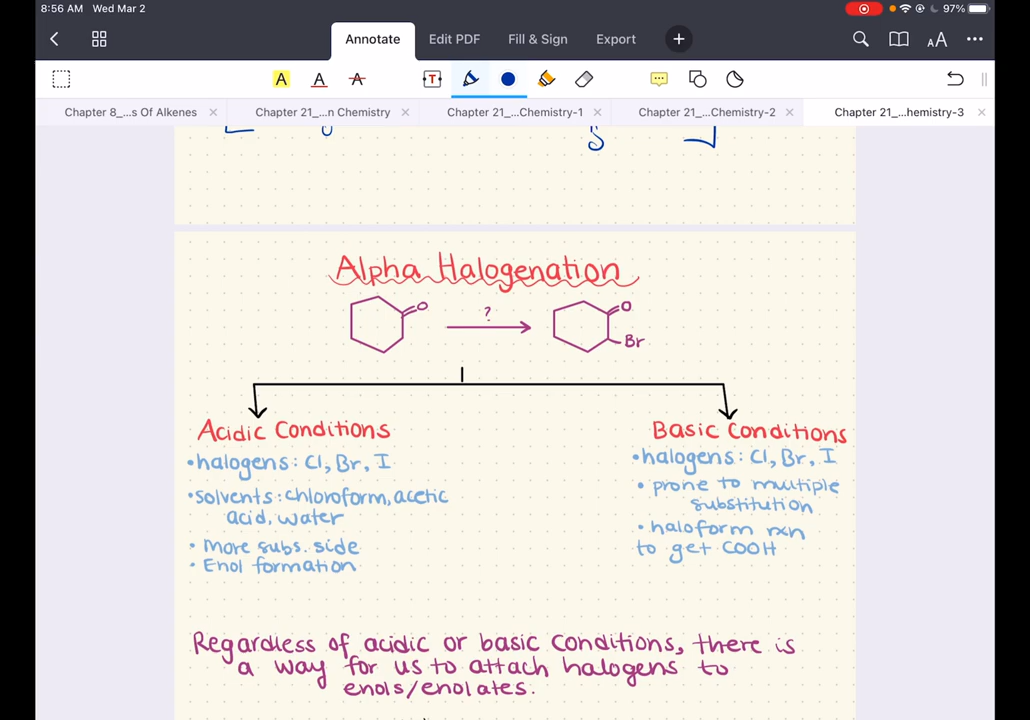 8:56 AM Wed Mar 2
97%
Annotate
Edit PDF
Fill & Sign
Export
AA
A A A
T
Chapter 8_...s Of Alkenes
Chapter 21_...n Chemistry
Chapter 21_...Chemistry-1
Chapter 21_...Chemistry-2
Chapter 21_...hemistry-3
Alpha Halogenation
O
?
O
Br
Acidic Conditions
•halogens: Cl, Br, I
•solvents: chloroform, acetic
acid, water
• More subs. side
• Enol formation
Basic Conditions
•halogens: Cl, Br, I
• prone to multiple
substitution
• haloform rxn
to get COOH
Regardless of acidic or basic conditions, there is
a way for us to attach halogens to
enols/enolates.